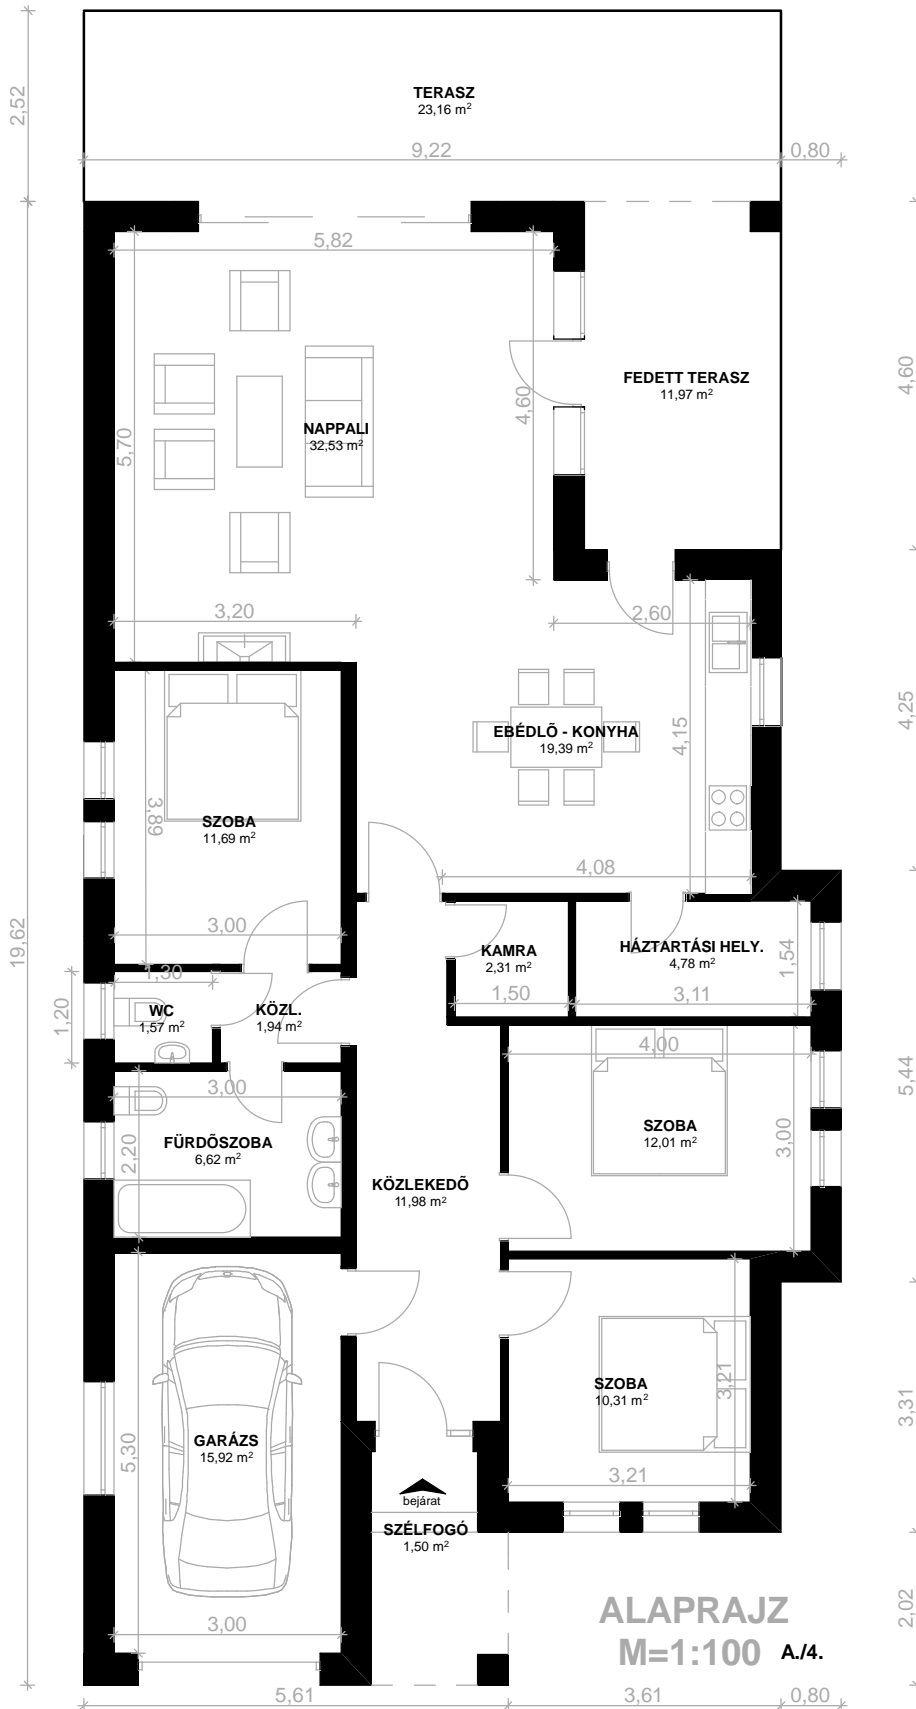 TERASZ
23,16 m²
2,52
9,22
0,80
5,82
FEDETT TERASZ
11,97 m²
4,60
4,60
NAPPALI
32,53 m²
5,70
3,20
2,60
EBÉDLÕ - KONYHA
19,39 m²
4,15
4,25
SZOBA
11,69 m²
3,89
4,08
3,00
19,62
KAMRA
2,31 m²
1,50
HÁZTARTÁSI HELY.
4,78 m²
1,54
3,11
1,30
WC
1,57 m²
KÖZL.
1,94 m²
1,20
4,00
5,44
3,00
FÜRDÕSZOBA
6,62 m²
2,20
SZOBA
12,01 m²
3,00
KÖZLEKEDÕ
11,98 m²
SZOBA
10,31 m²
3,21
3,21
3,31
GARÁZS
15,92 m²
5,30
bejárat
SZÉLFOGÓ
1,50 m²
3,00
2,02
ALAPRAJZ
M=1:100 A./4.
5,61
3,61
0,80